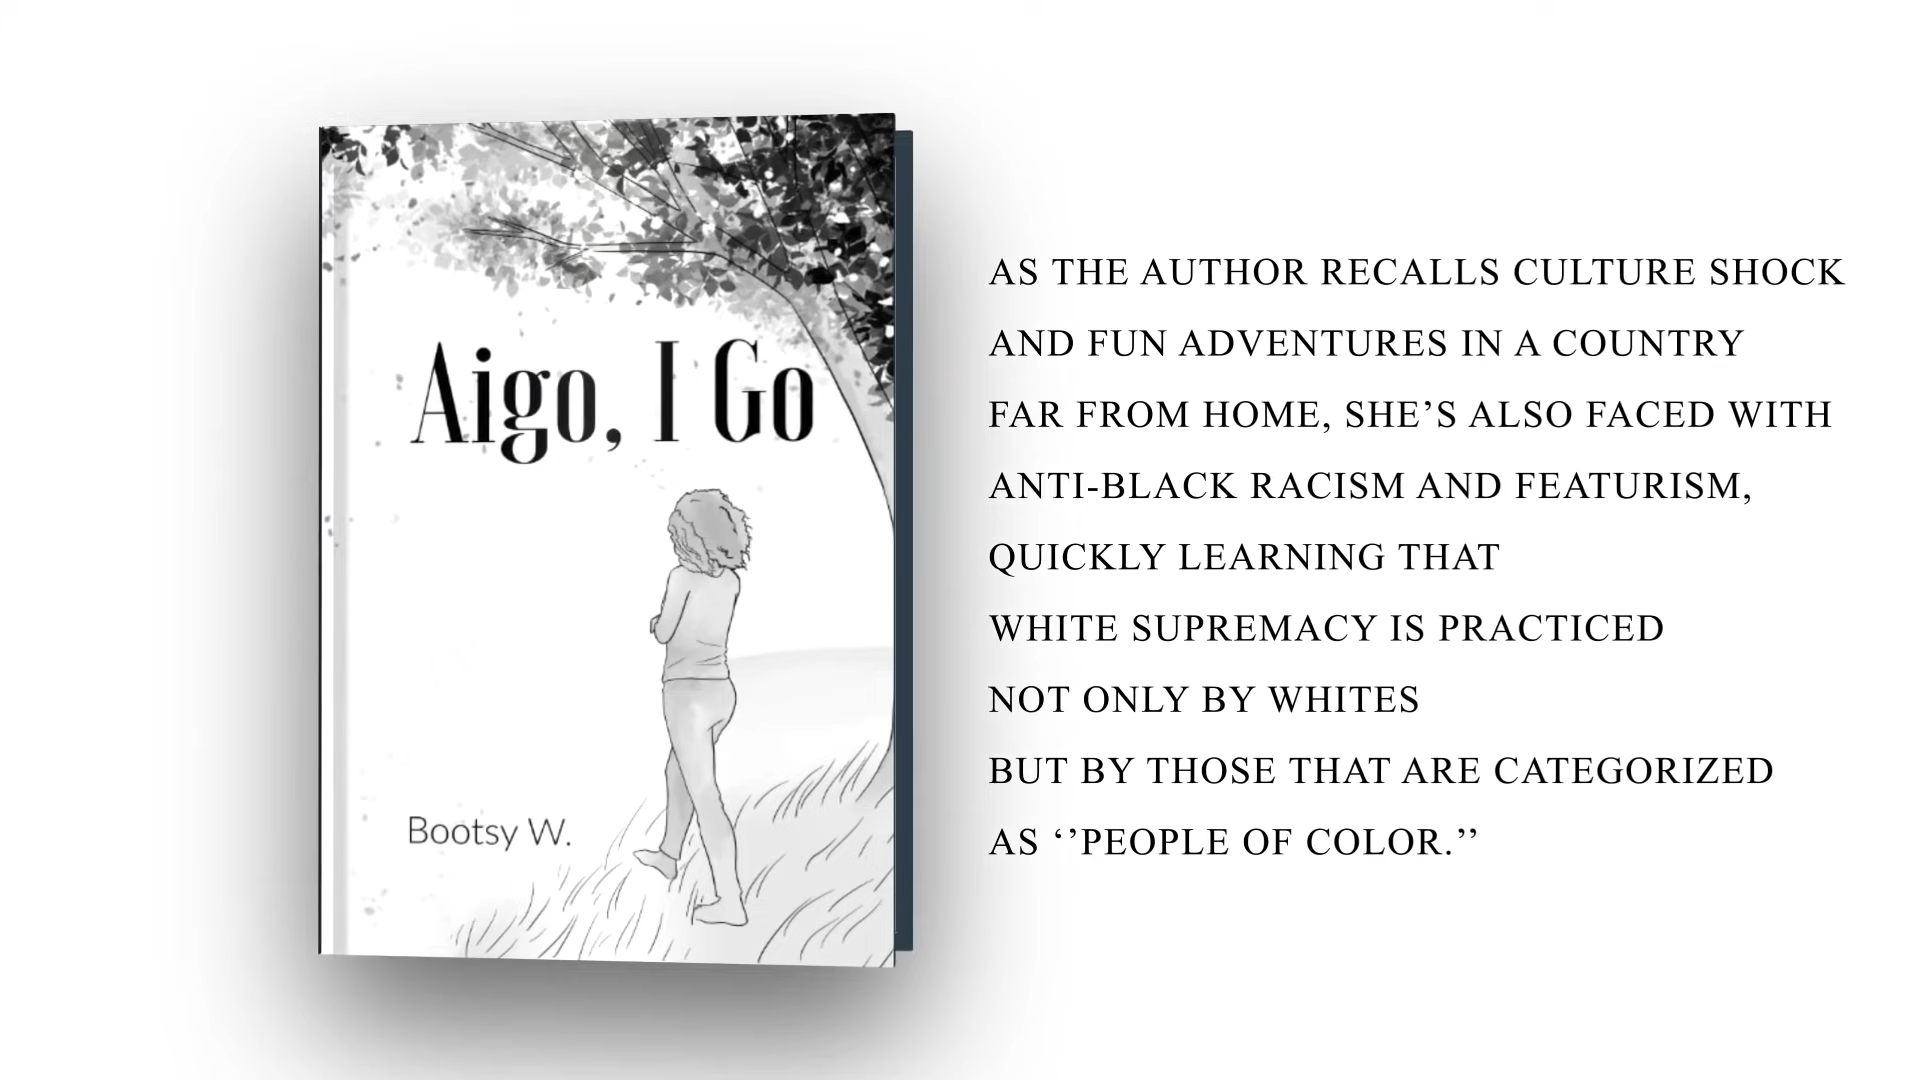 Aigo, I Go
Bootsy W.
AS THE AUTHOR RECALLS CULTURE SHOCK
AND FUN ADVENTURES IN A COUNTRY
FAR FROM HOME, SHE’S ALSO FACED WITH
ANTI-BLACK RACISM AND FEATURISM,
QUICKLY LEARNING THAT
WHITE SUPREMACY IS PRACTICED
NOT ONLY BY WHITES
BUT BY THOSE THAT ARE CATEGORIZED
AS ‘’PEOPLE OF COLOR.’’